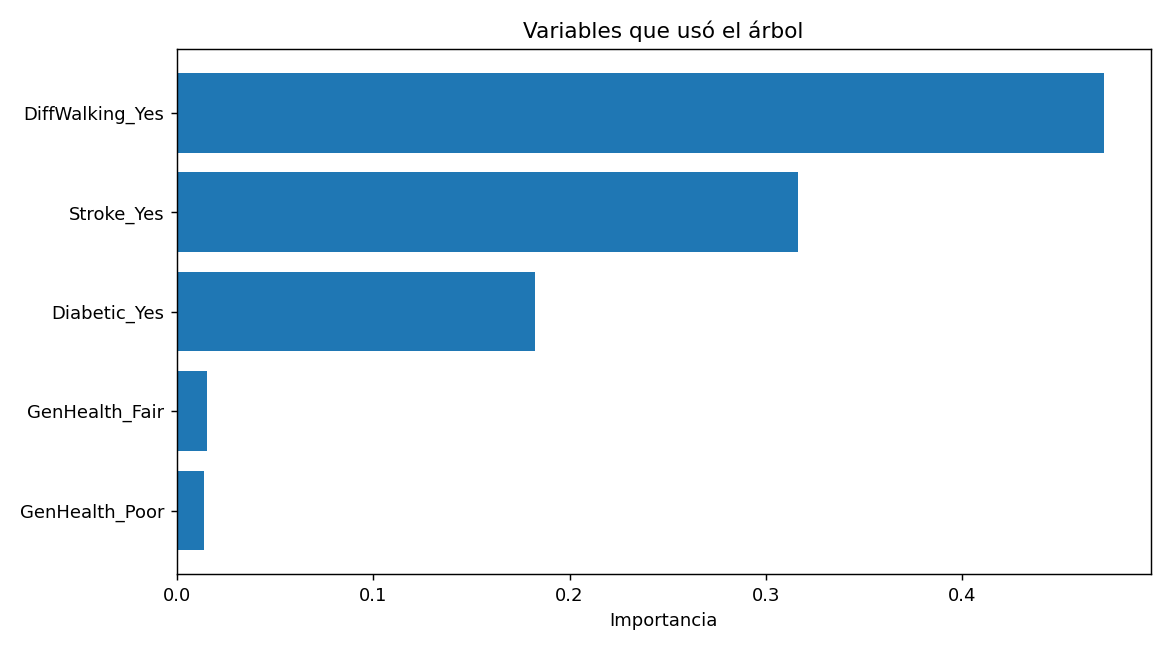 Variables que usó el árbol
DiffWalking_Yes
Stroke_Yes
Diabetic_Yes
GenHealth_Fair
GenHealth_Poor
0.0 0.1 0.2 0.3 0.4
Importancia